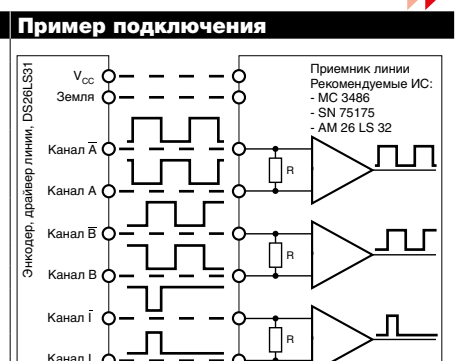 Пример подключения
Энкодер, драйвер линии, DS26LS31
V_CC
Земля
Канал A̅
Канал A
Канал B̅
Канал B
Канал I̅
Канал I
Приемник линии
Рекомендуемые ИС:
- MC 3486
- SN 75175
- AM 26 LS 32
R
R
R